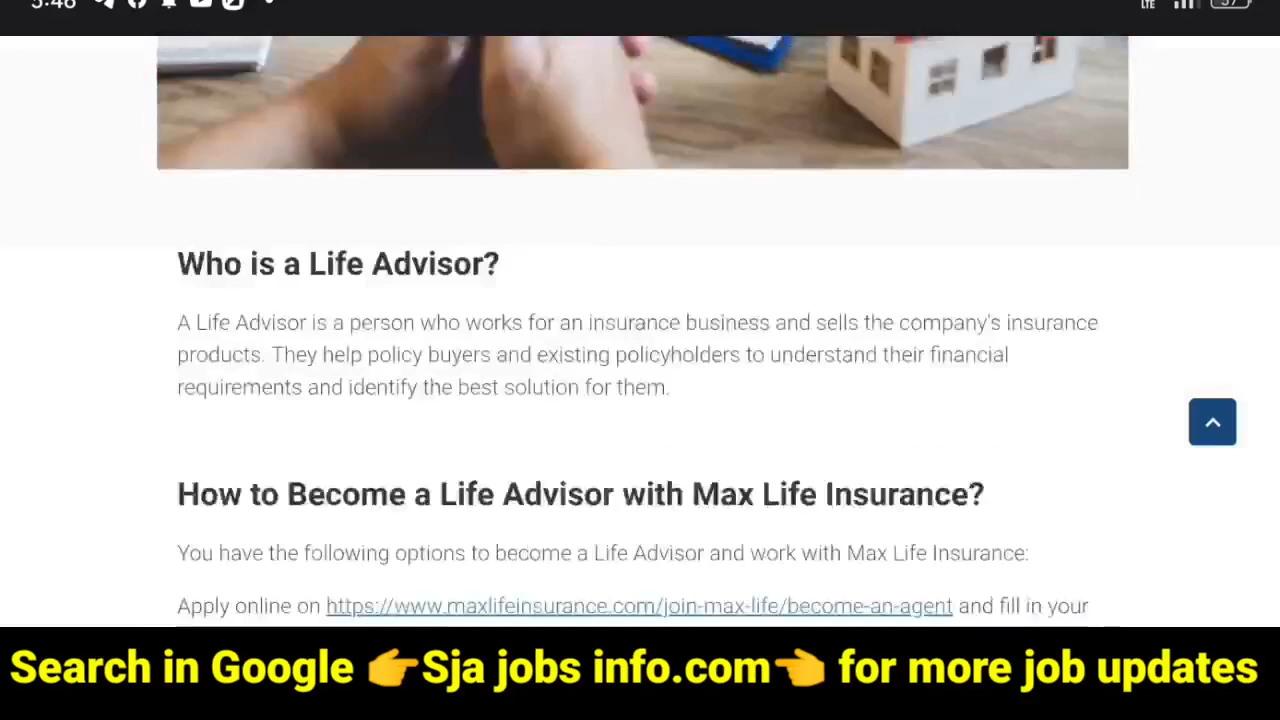 5:46
LTE
57
Who is a Life Advisor?
A Life Advisor is a person who works for an insurance business and sells the company's insurance
products. They help policy buyers and existing policyholders to understand their financial
requirements and identify the best solution for them.
How to Become a Life Advisor with Max Life Insurance?
You have the following options to become a Life Advisor and work with Max Life Insurance:
Apply online on https://www.maxlifeinsurance.com/join-max-life/become-an-agent and fill in your
Search in Google 👉Sja jobs info.com👈 for more job updates